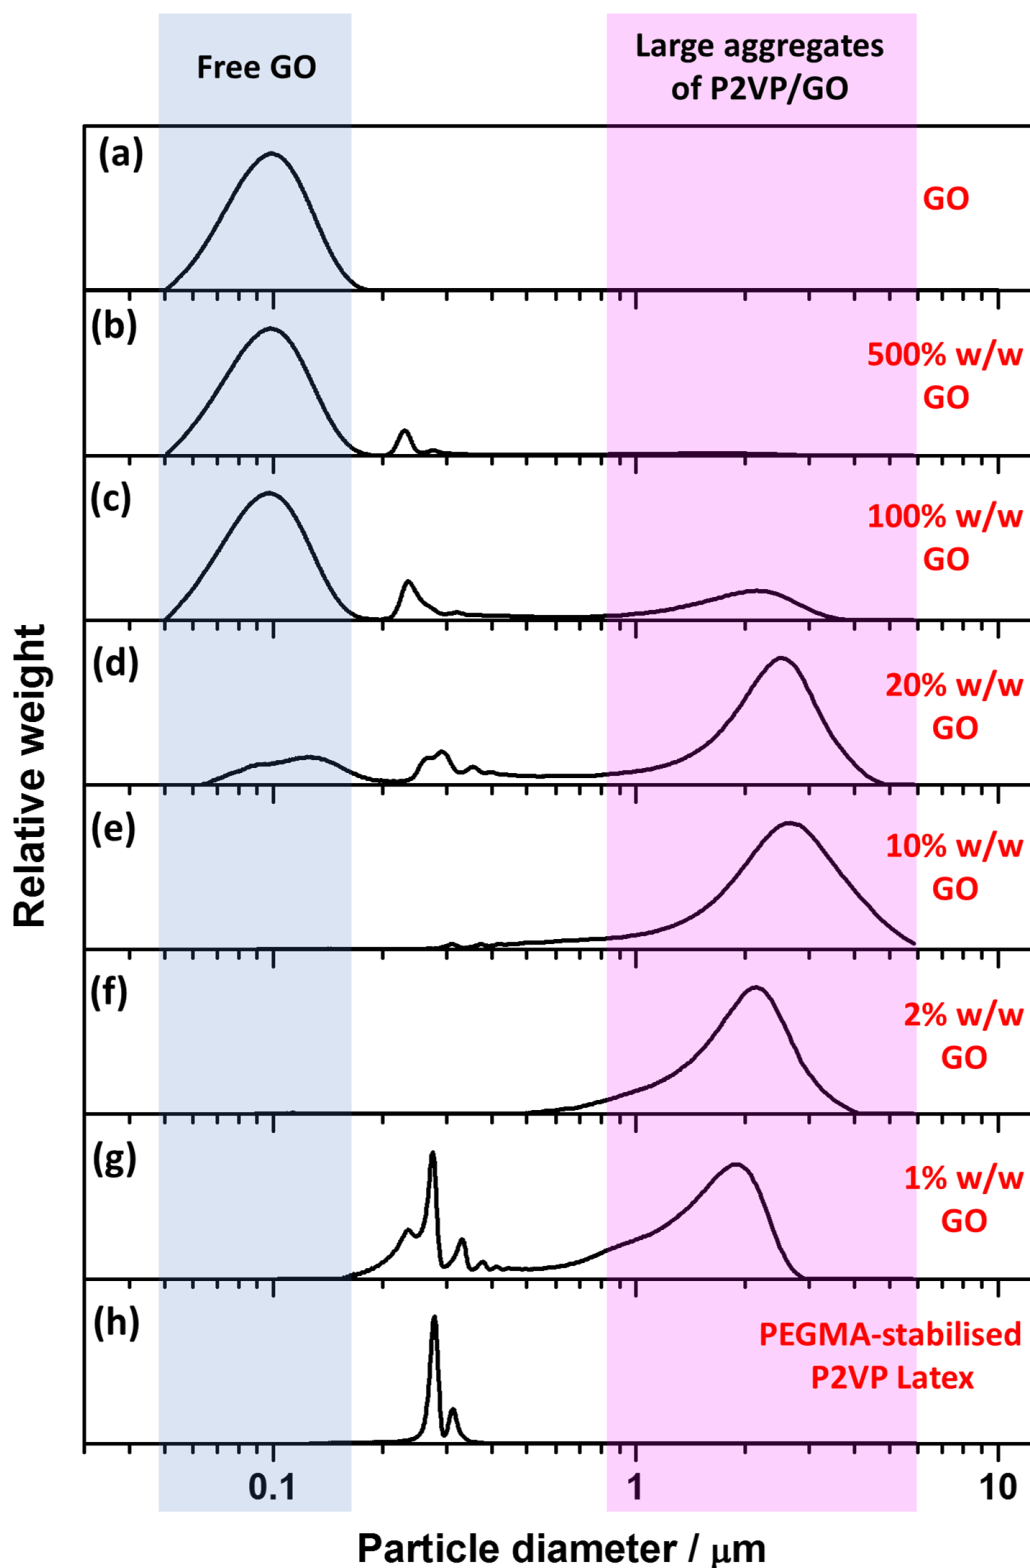 Free GO
Large aggregates
of P2VP/GO
(a)
GO
(b)
500% w/w
GO
(c)
100% w/w
GO
(d)
20% w/w
GO
(e)
10% w/w
GO
(f)
2% w/w
GO
(g)
1% w/w
GO
(h)
PEGMA-stabilised
P2VP Latex
Relative weight
0.1
1
10
Particle diameter / μm